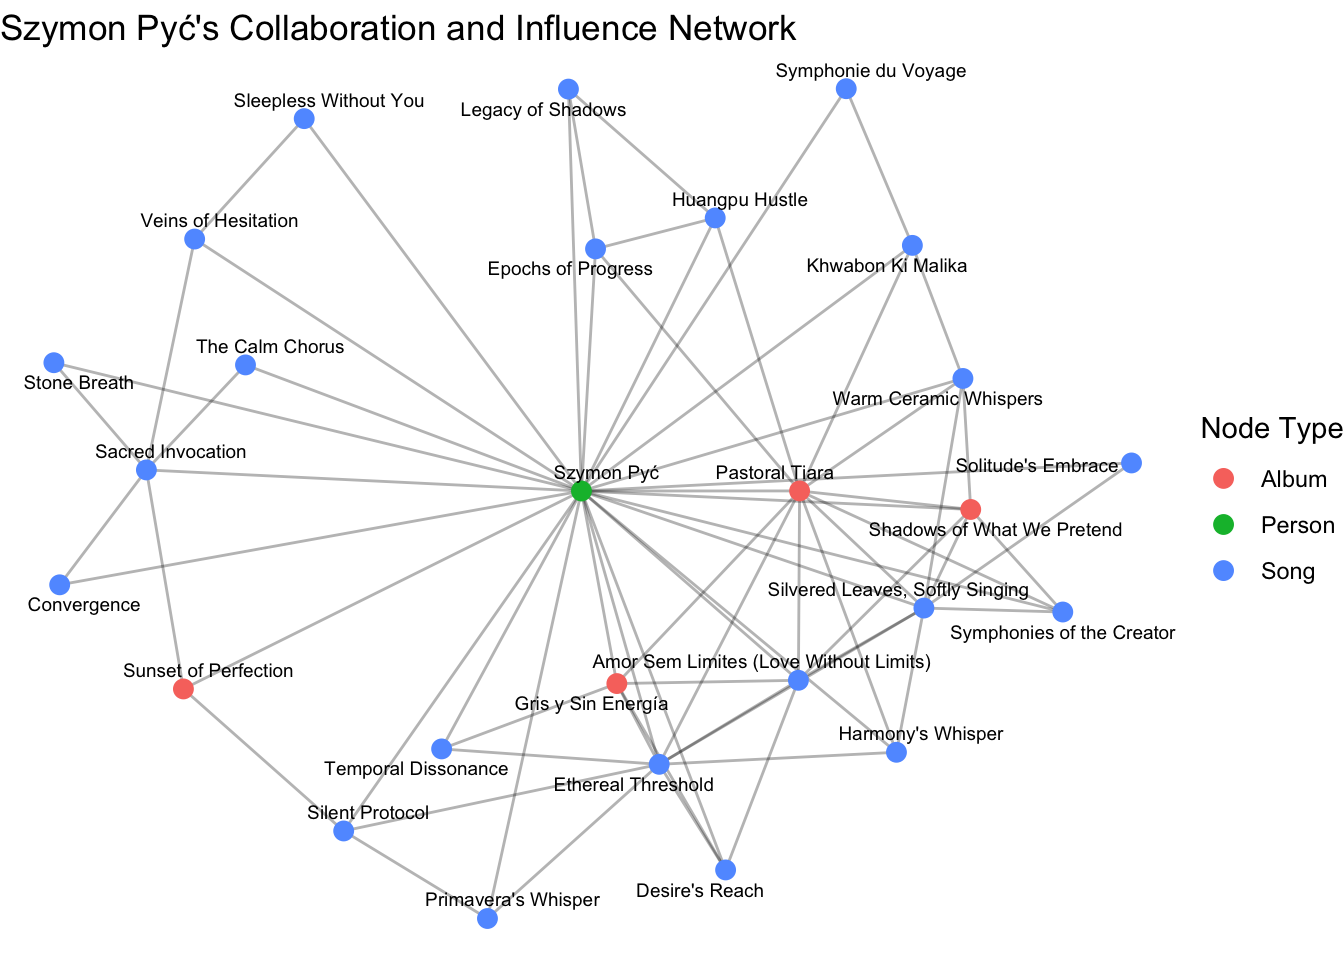 Szymon Pyć's Collaboration and Influence Network
Symphonie du Voyage
Sleepless Without You
Legacy of Shadows
Huangpu Hustle
Veins of Hesitation
Khwabon Ki Malika
Epochs of Progress
The Calm Chorus
Stone Breath
Warm Ceramic Whispers
Node Type
Sacred Invocation
Szymon Pyć
Pastoral Tiara
Solitude's Embrace
Album
Shadows of What We Pretend
Person
Song
Silvered Leaves, Softly Singing
Convergence
Symphonies of the Creator
Amor Sem Limites (Love Without Limits)
Sunset of Perfection
Gris y Sin Energía
Harmony's Whisper
Temporal Dissonance
Ethereal Threshold
Silent Protocol
Desire's Reach
Primavera's Whisper